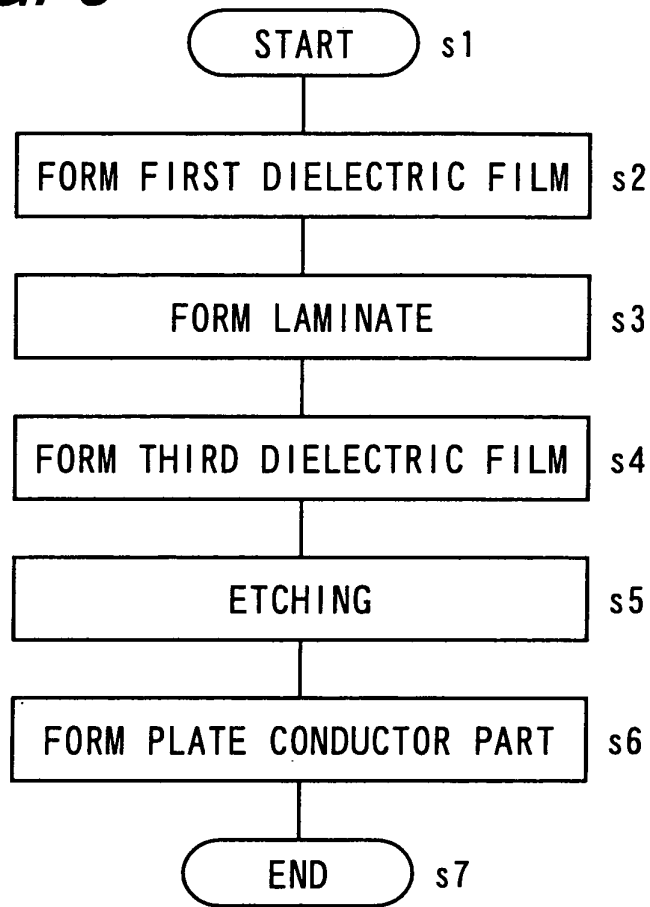 START s1
FORM FIRST DIELECTRIC FILM s2
FORM LAMINATE s3
FORM THIRD DIELECTRIC FILM s4
ETCHING s5
FORM PLATE CONDUCTOR PART s6
END s7